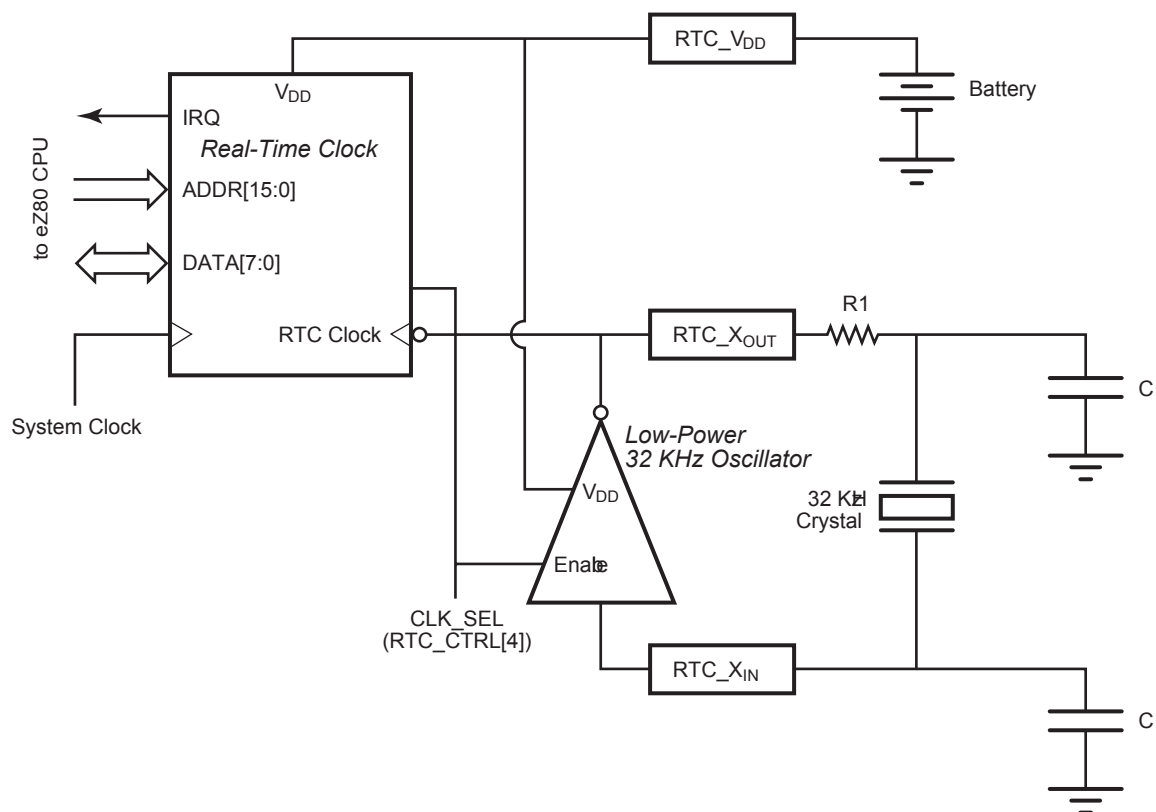 RTC_VDD
Battery
VDD
IRQ
Real-Time Clock
to eZ80 CPU
ADDR[15:0]
DATA[7:0]
RTC Clock
System Clock
RTC_XOUT
R1
C
Low-Power
32 KHz Oscillator
VDD
Enable
32 KHz
Crystal
CLK_SEL
(RTC_CTRL[4])
RTC_XIN
C